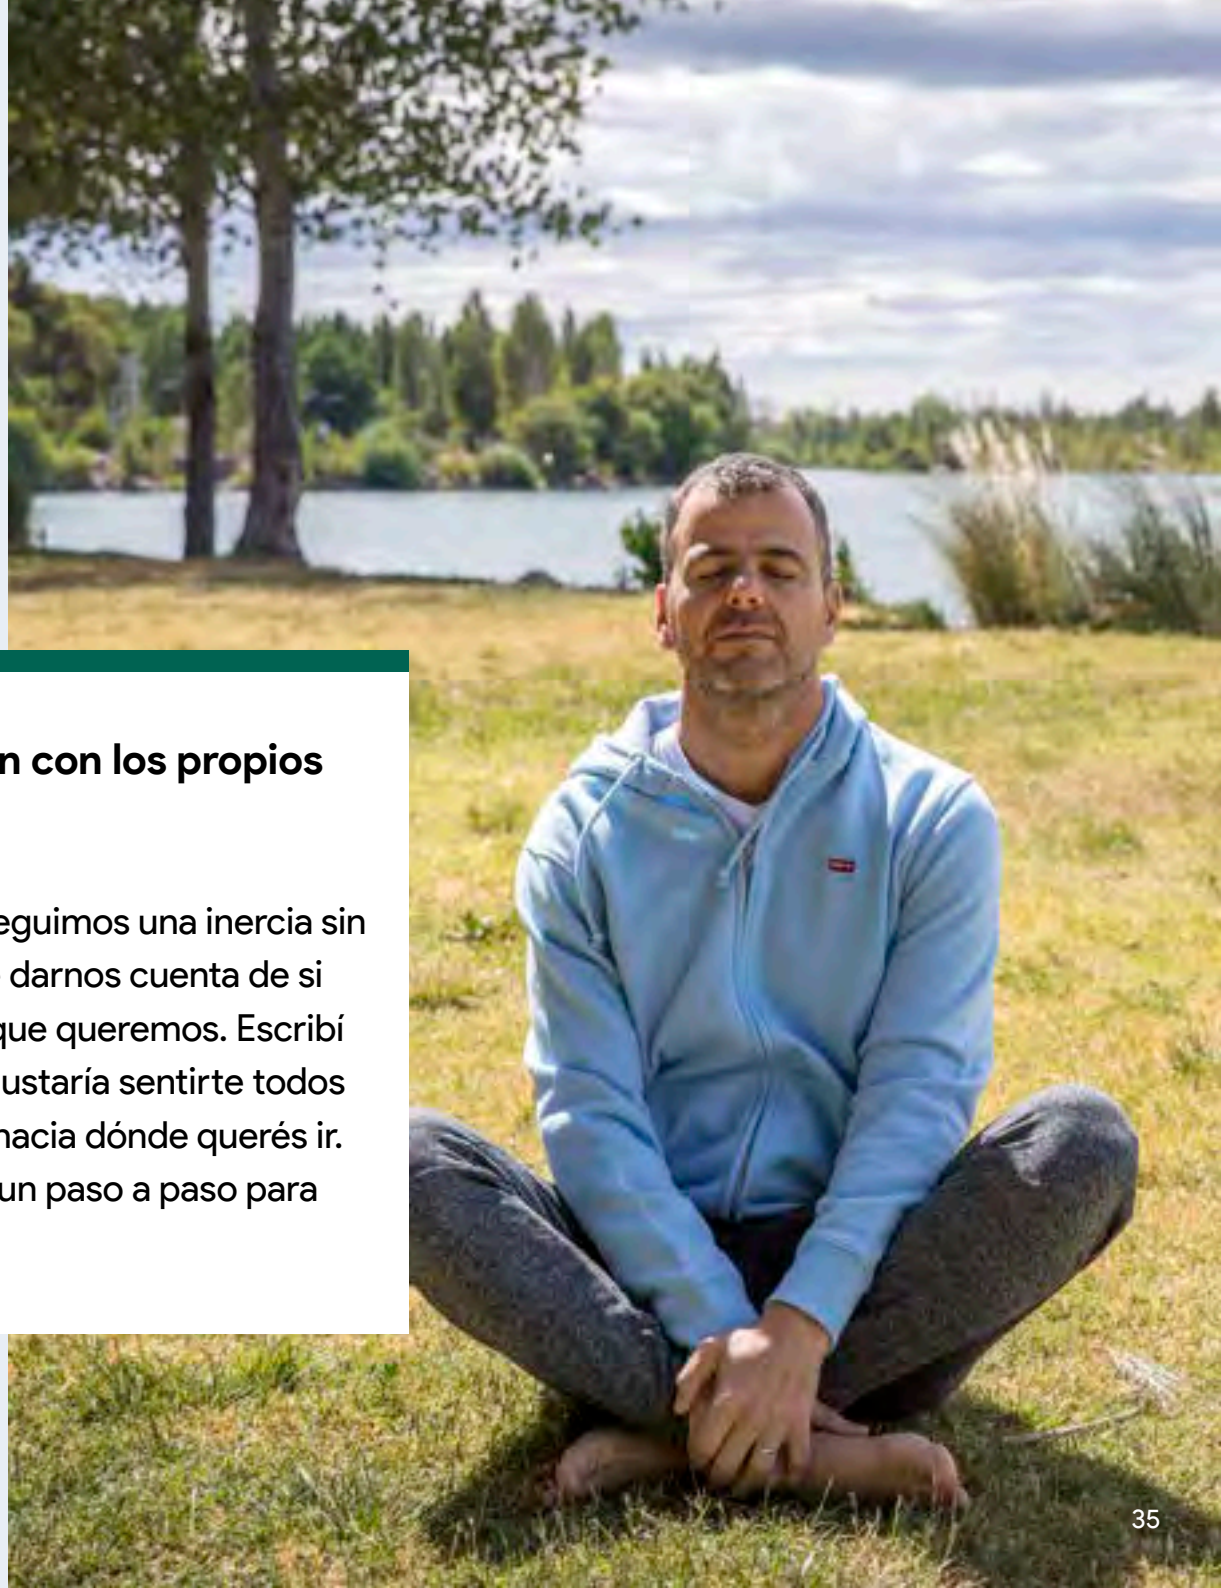 n con los propios
eguimos una inercia sin
darnos cuenta de si
que queremos. Escribí
ustaría sentirte todos
hacia dónde querés ir.
un paso a paso para
35